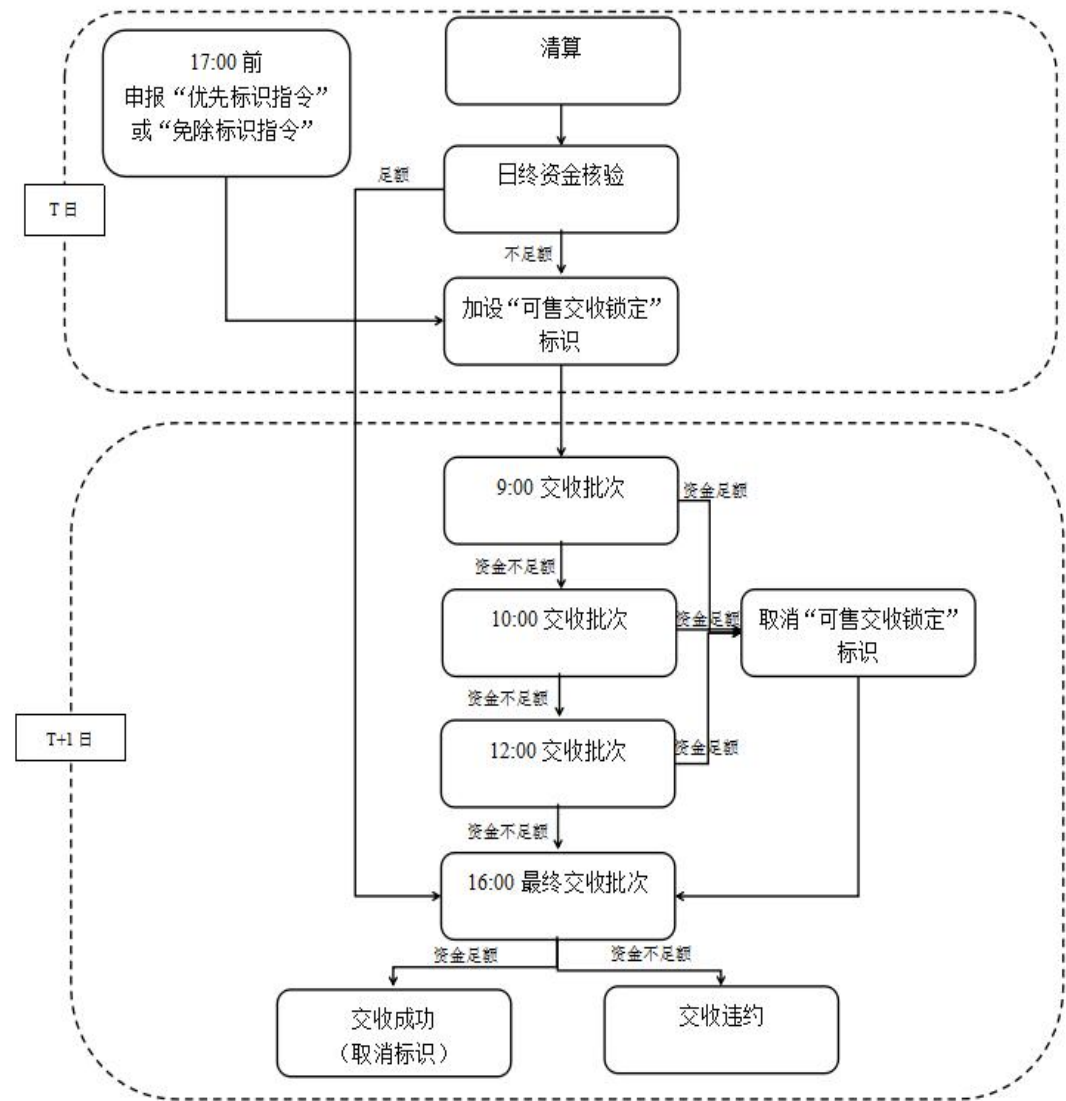 17:00 前
申报“优先标识指令”
或“免除标识指令”
清算
日终资金核验
足额
T 日
不足额
加设“可售交收锁定”
标识
9:00 交收批次
资金足额
资金不足额
10:00 交收批次
资金足额
取消“可售交收锁定”
标识
资金不足额
T+1 日
12:00 交收批次
资金足额
资金不足额
16:00 最终交收批次
资金足额
资金不足额
交收成功
（取消标识）
交收违约